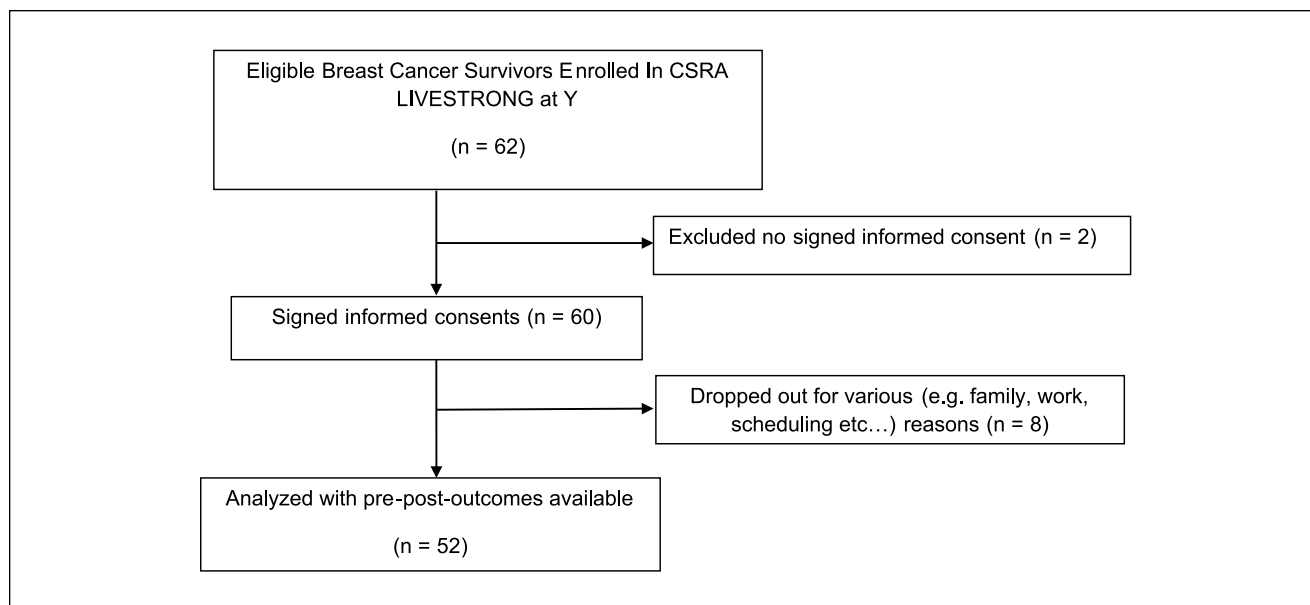 Eligible Breast Cancer Survivors Enrolled In CSRA
LIVESTRONG at Y
(n = 62)
Excluded no signed informed consent (n = 2)
Signed informed consents (n = 60)
Dropped out for various (e.g. family, work,
scheduling etc...) reasons (n = 8)
Analyzed with pre-post-outcomes available
(n = 52)